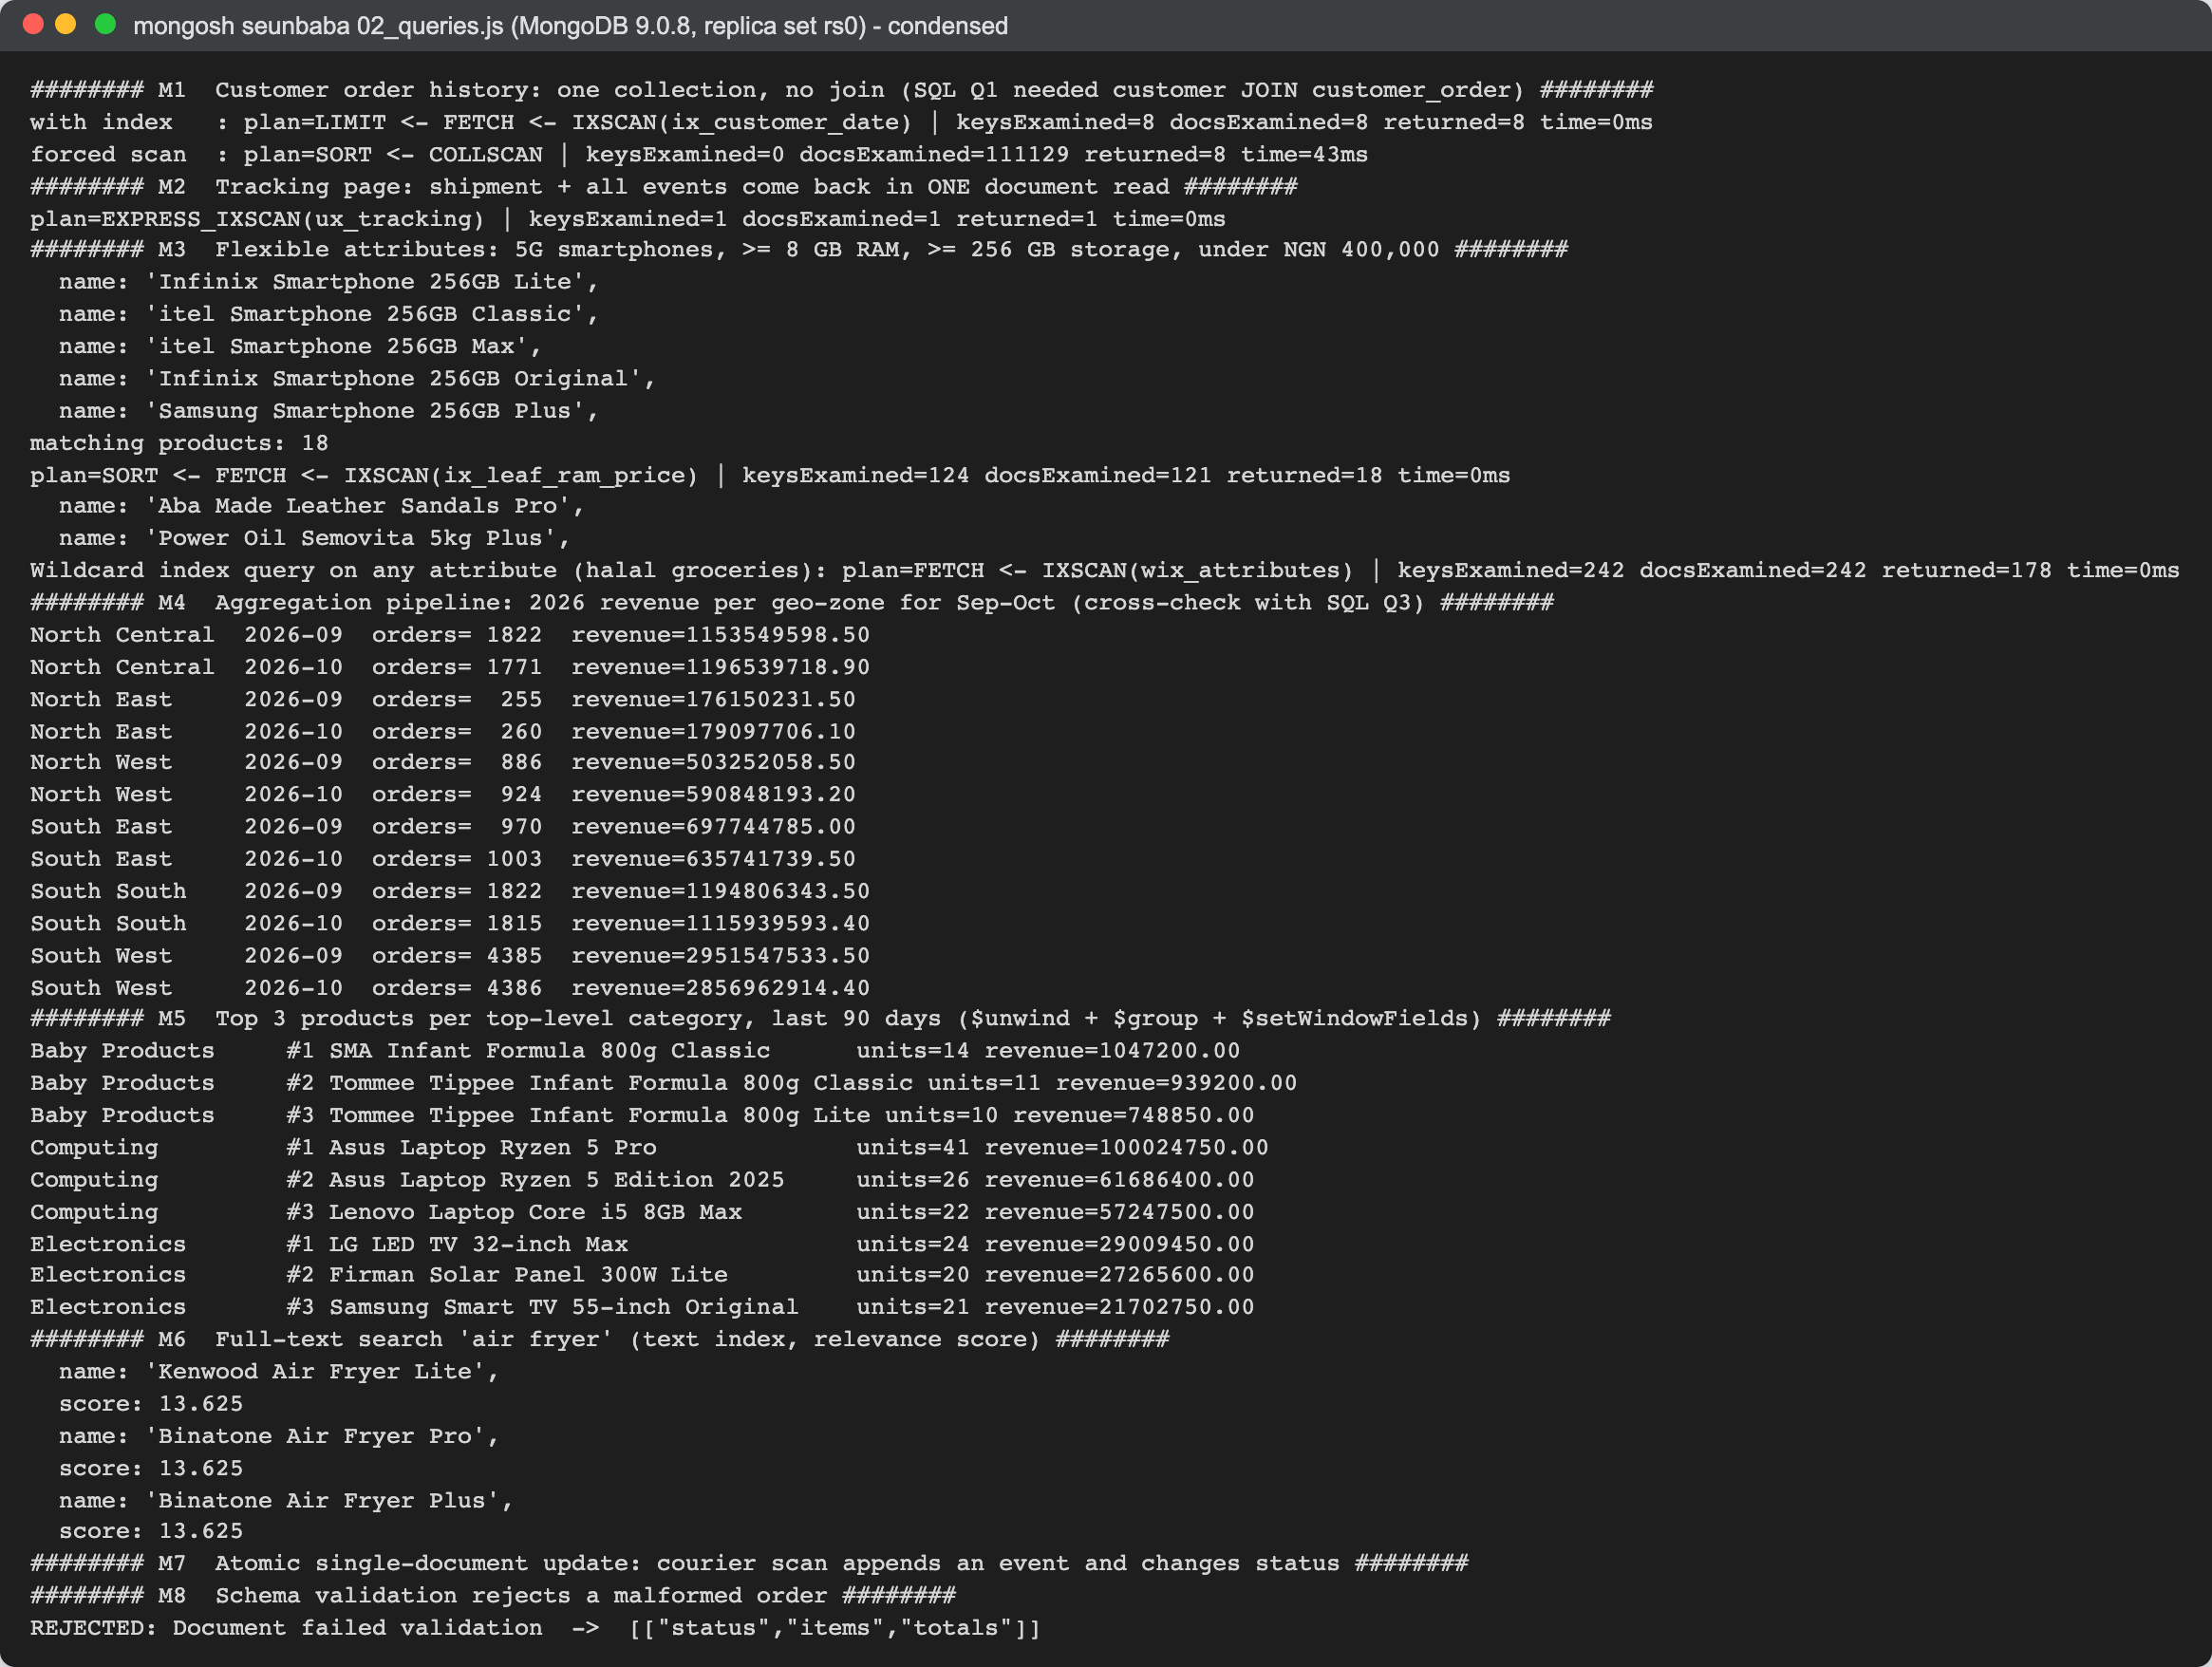 mongosh seunbaba 02_queries.js (MongoDB 9.0.8, replica set rs0) - condensed
######## M1  Customer order history: one collection, no join (SQL Q1 needed customer JOIN customer_order) ########
with index   : plan=LIMIT <- FETCH <- IXSCAN(ix_customer_date) | keysExamined=8 docsExamined=8 returned=8 time=0ms
forced scan  : plan=SORT <- COLLSCAN | keysExamined=0 docsExamined=111129 returned=8 time=43ms
######## M2  Tracking page: shipment + all events come back in ONE document read ########
plan=EXPRESS_IXSCAN(ux_tracking) | keysExamined=1 docsExamined=1 returned=1 time=0ms
######## M3  Flexible attributes: 5G smartphones, >= 8 GB RAM, >= 256 GB storage, under NGN 400,000 ########
  name: 'Infinix Smartphone 256GB Lite',
  name: 'itel Smartphone 256GB Classic',
  name: 'itel Smartphone 256GB Max',
  name: 'Infinix Smartphone 256GB Original',
  name: 'Samsung Smartphone 256GB Plus',
matching products: 18
plan=SORT <- FETCH <- IXSCAN(ix_leaf_ram_price) | keysExamined=124 docsExamined=121 returned=18 time=0ms
  name: 'Aba Made Leather Sandals Pro',
  name: 'Power Oil Semovita 5kg Plus',
Wildcard index query on any attribute (halal groceries): plan=FETCH <- IXSCAN(wix_attributes) | keysExamined=242 docsExamined=242 returned=178 time=0ms
######## M4  Aggregation pipeline: 2026 revenue per geo-zone for Sep-Oct (cross-check with SQL Q3) ########
North Central  2026-09  orders= 1822  revenue=1153549598.50
North Central  2026-10  orders= 1771  revenue=1196539718.90
North East     2026-09  orders=  255  revenue=176150231.50
North East     2026-10  orders=  260  revenue=179097706.10
North West     2026-09  orders=  886  revenue=503252058.50
North West     2026-10  orders=  924  revenue=590848193.20
South East     2026-09  orders=  970  revenue=697744785.00
South East     2026-10  orders= 1003  revenue=635741739.50
South South    2026-09  orders= 1822  revenue=1194806343.50
South South    2026-10  orders= 1815  revenue=1115939593.40
South West     2026-09  orders= 4385  revenue=2951547533.50
South West     2026-10  orders= 4386  revenue=2856962914.40
######## M5  Top 3 products per top-level category, last 90 days ($unwind + $group + $setWindowFields) ########
Baby Products     #1 SMA Infant Formula 800g Classic      units=14 revenue=1047200.00
Baby Products     #2 Tommee Tippee Infant Formula 800g Classic units=11 revenue=939200.00
Baby Products     #3 Tommee Tippee Infant Formula 800g Lite units=10 revenue=748850.00
Computing         #1 Asus Laptop Ryzen 5 Pro              units=41 revenue=100024750.00
Computing         #2 Asus Laptop Ryzen 5 Edition 2025     units=26 revenue=61686400.00
Computing         #3 Lenovo Laptop Core i5 8GB Max        units=22 revenue=57247500.00
Electronics       #1 LG LED TV 32-inch Max                units=24 revenue=29009450.00
Electronics       #2 Firman Solar Panel 300W Lite         units=20 revenue=27265600.00
Electronics       #3 Samsung Smart TV 55-inch Original    units=21 revenue=21702750.00
######## M6  Full-text search 'air fryer' (text index, relevance score) ########
  name: 'Kenwood Air Fryer Lite',
  score: 13.625
  name: 'Binatone Air Fryer Pro',
  score: 13.625
  name: 'Binatone Air Fryer Plus',
  score: 13.625
######## M7  Atomic single-document update: courier scan appends an event and changes status ########
######## M8  Schema validation rejects a malformed order ########
REJECTED: Document failed validation  ->  [["status","items","totals"]]